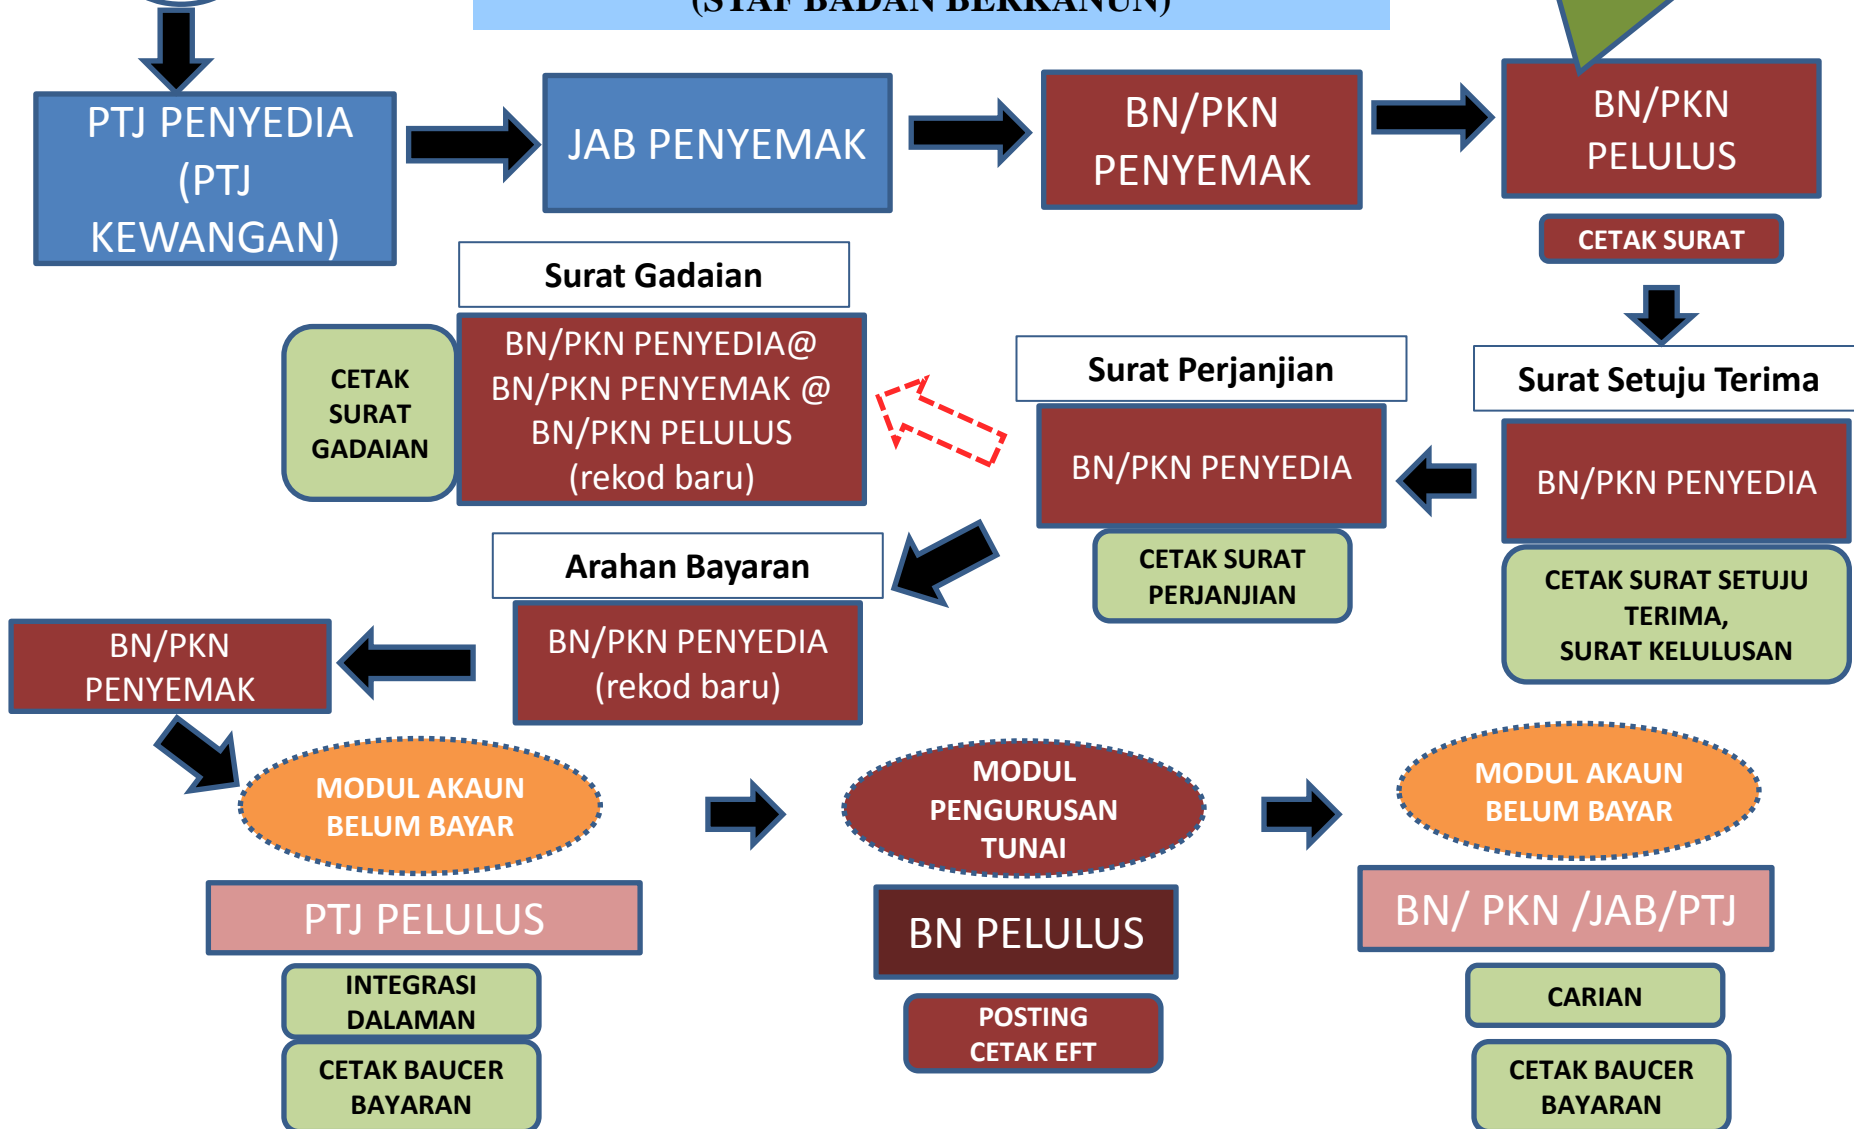 (STAF BADAN BERKANUN)
PTJ PENYEDIA
(PTJ
KEWANGAN)
JAB PENYEMAK
BN/PKN
PENYEMAK
BN/PKN
PELULUS
CETAK SURAT
Surat Gadaian
BN/PKN PENYEDIA@
BN/PKN PENYEMAK @
BN/PKN PELULUS
(rekod baru)
CETAK
SURAT
GADAIAN
Surat Perjanjian
BN/PKN PENYEDIA
CETAK SURAT
PERJANJIAN
Surat Setuju Terima
BN/PKN PENYEDIA
CETAK SURAT SETUJU
TERIMA,
SURAT KELULUSAN
Arahan Bayaran
BN/PKN PENYEDIA
(rekod baru)
BN/PKN
PENYEMAK
MODUL AKAUN
BELUM BAYAR
PTJ PELULUS
INTEGRASI
DALAMAN
CETAK BAUCER
BAYARAN
MODUL
PENGURUSAN
TUNAI
BN PELULUS
POSTING
CETAK EFT
MODUL AKAUN
BELUM BAYAR
BN/ PKN /JAB/PTJ
CARIAN
CETAK BAUCER
BAYARAN